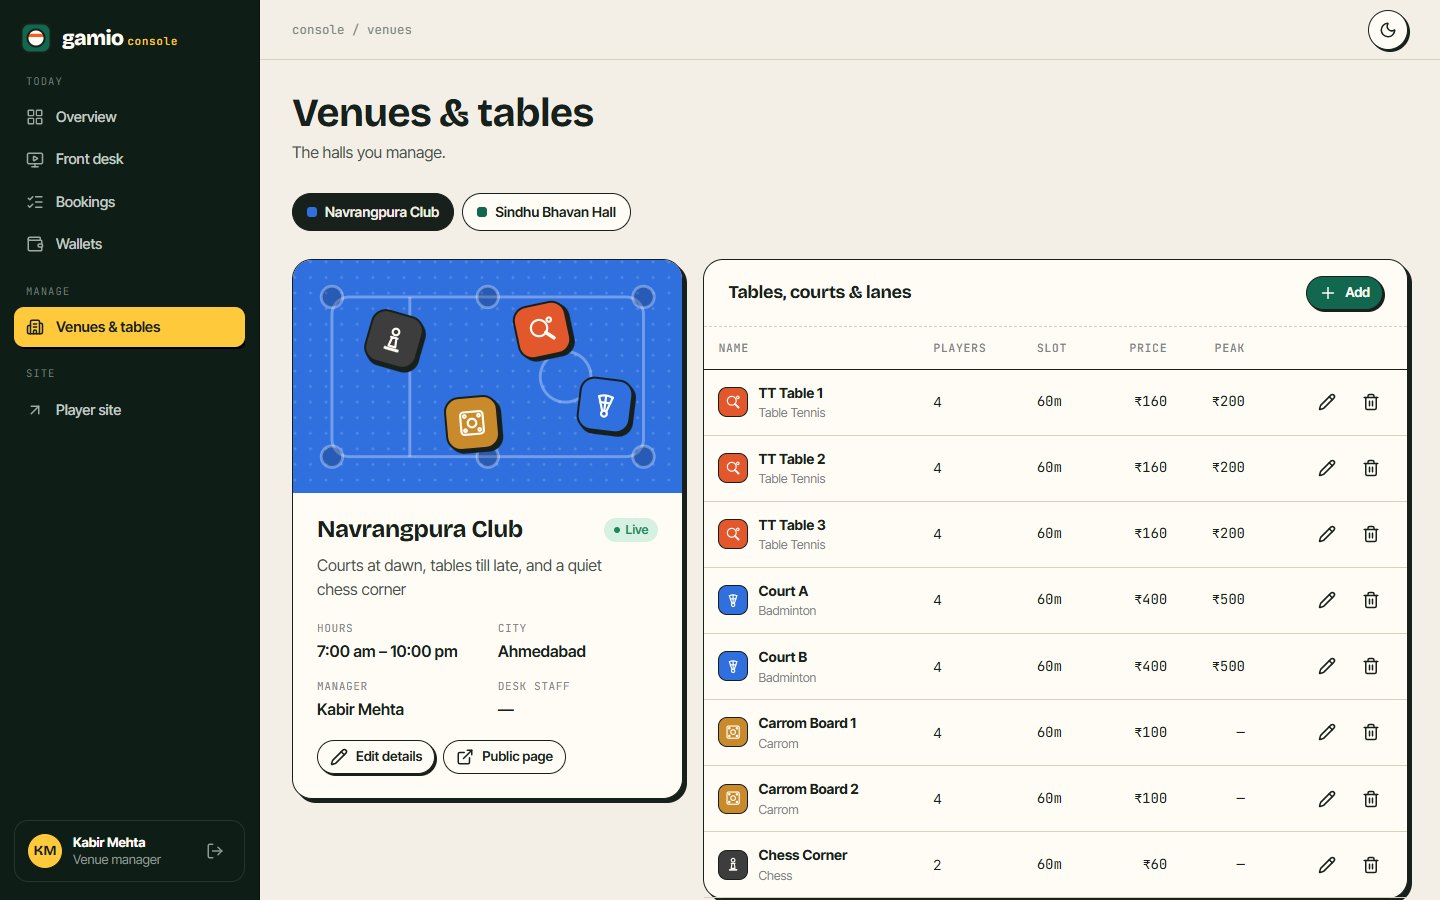 gamio console
TODAY
Overview
Front desk
Bookings
Wallets
MANAGE
Venues & tables
SITE
Player site
KM
Kabir Mehta
Venue manager
console / venues
Venues & tables
The halls you manage.
Navrangpura Club
Sindhu Bhavan Hall
Navrangpura Club
Live
Courts at dawn, tables till late, and a quiet
chess corner
HOURS CITY
7:00 am – 10:00 pm Ahmedabad
MANAGER DESK STAFF
Kabir Mehta —
Edit details
Public page
Tables, courts & lanes
Add
NAME PLAYERS SLOT PRICE PEAK
TT Table 1
Table Tennis
4 60m ₹160 ₹200
TT Table 2
Table Tennis
4 60m ₹160 ₹200
TT Table 3
Table Tennis
4 60m ₹160 ₹200
Court A
Badminton
4 60m ₹400 ₹500
Court B
Badminton
4 60m ₹400 ₹500
Carrom Board 1
Carrom
4 60m ₹100 –
Carrom Board 2
Carrom
4 60m ₹100 –
Chess Corner
Chess
2 60m ₹60 –